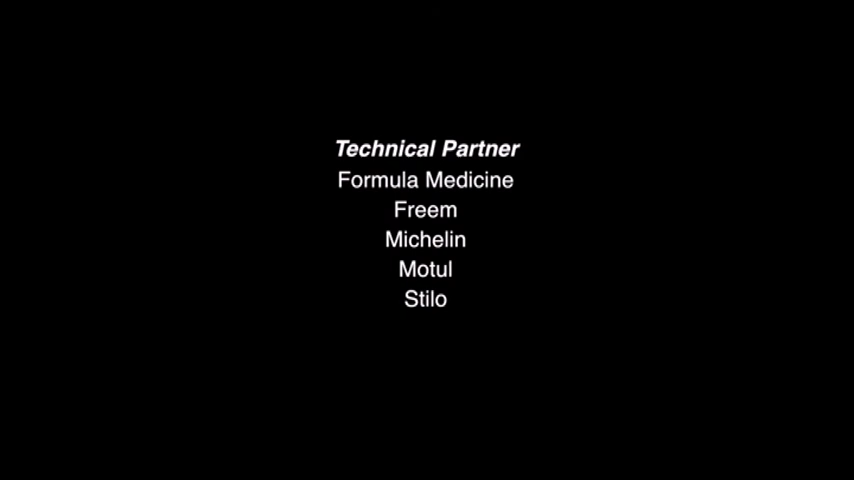 Technical Partner
Formula Medicine
Freem
Michelin
Motul
Stilo